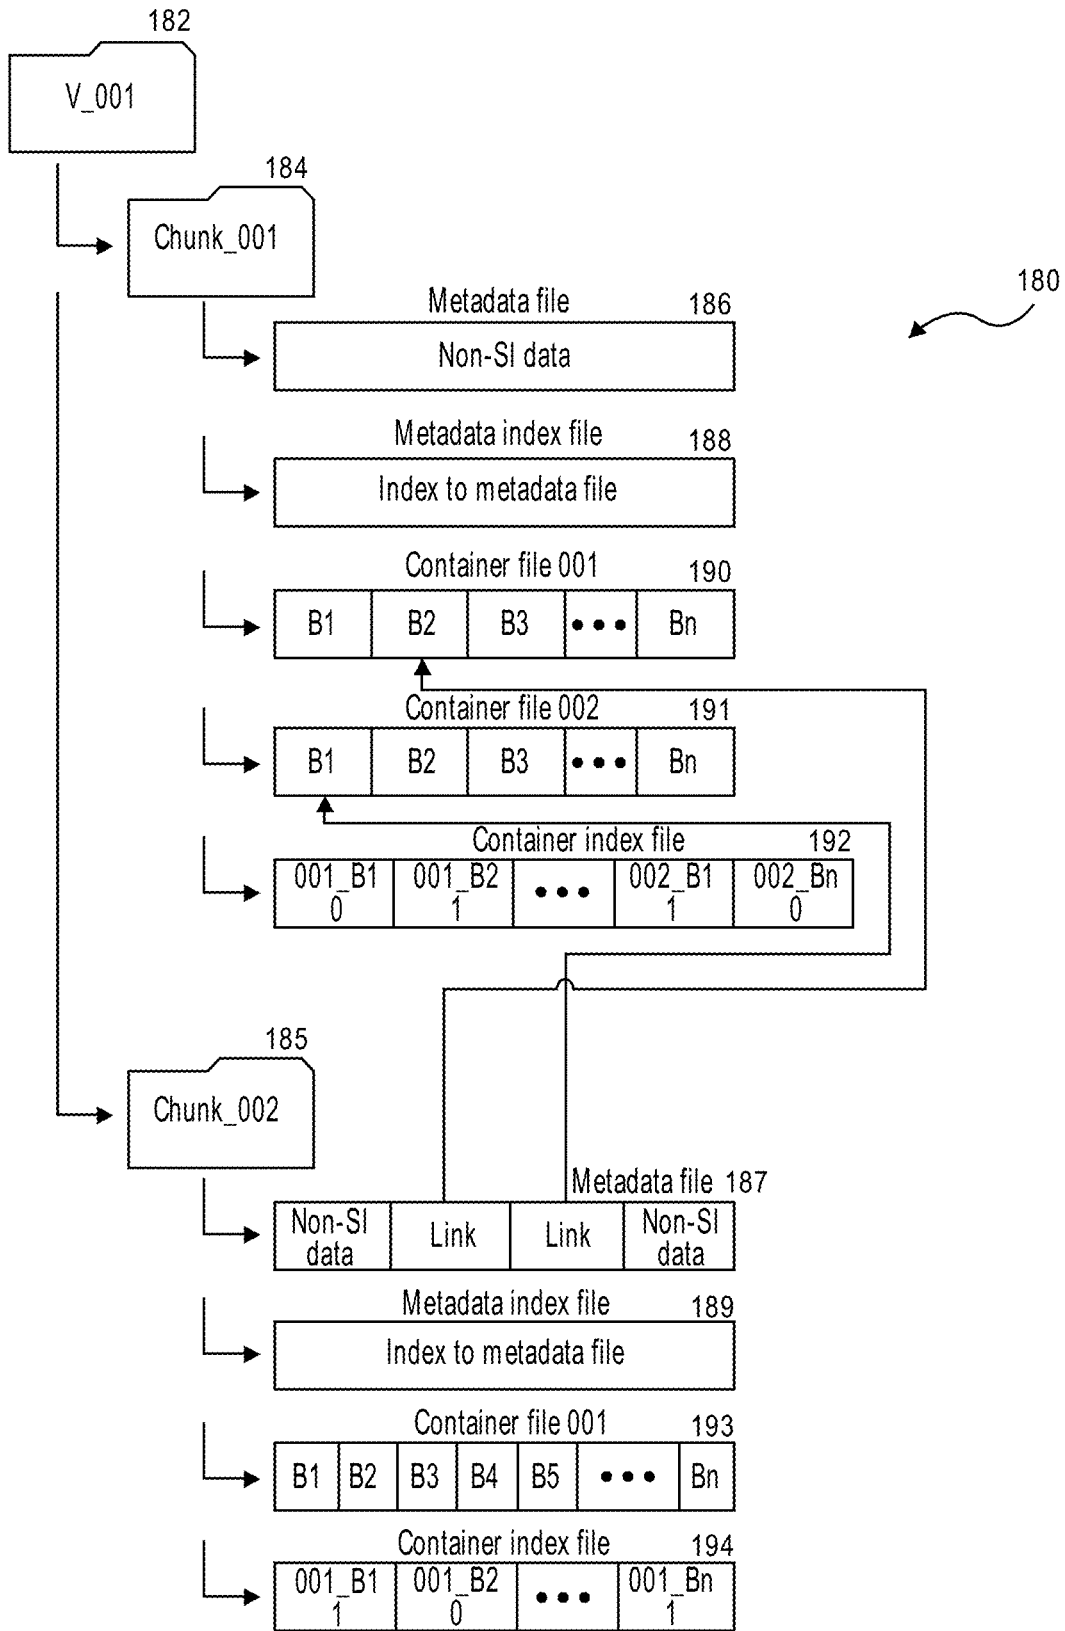 182
V_001
184
Chunk_001
180
Metadata file 186
Non-SI data
Metadata index file 188
Index to metadata file
Container file 001 190
B1 B2 B3 ••• Bn
Container file 002 191
B1 B2 B3 ••• Bn
Container index file 192
001_B1 001_B2 ••• 002_B1 002_Bn
0 1 1 0
185
Chunk_002
Metadata file 187
Non-SI Link Link Non-SI
data data
Metadata index file 189
Index to metadata file
Container file 001 193
B1 B2 B3 B4 B5 ••• Bn
Container index file 194
001_B1 001_B2 ••• 001_Bn
1 0 1